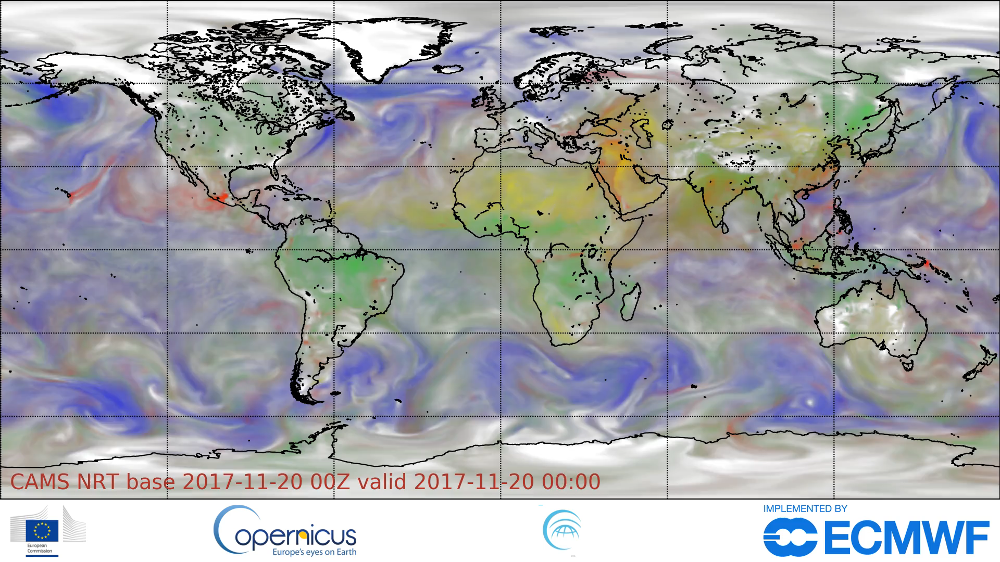 CAMS NRT base 2017-11-20 00Z valid 2017-11-20 00:00
European
Commission
opernicus
Europe's eyes on Earth
IMPLEMENTED BY
ECMWF